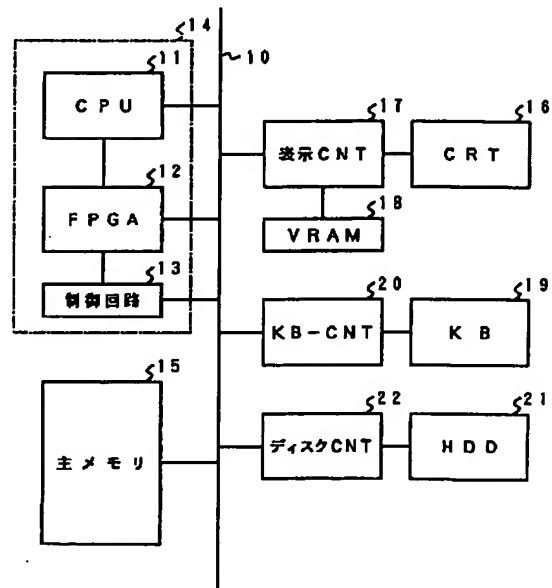 14
11
10
CPU
17
16
表示CNT
CRT
12
18
FPGA
VRAM
13
制御回路
20
19
KB-CNT
KB
15
22
21
主メモリ
ディスクCNT
HDD